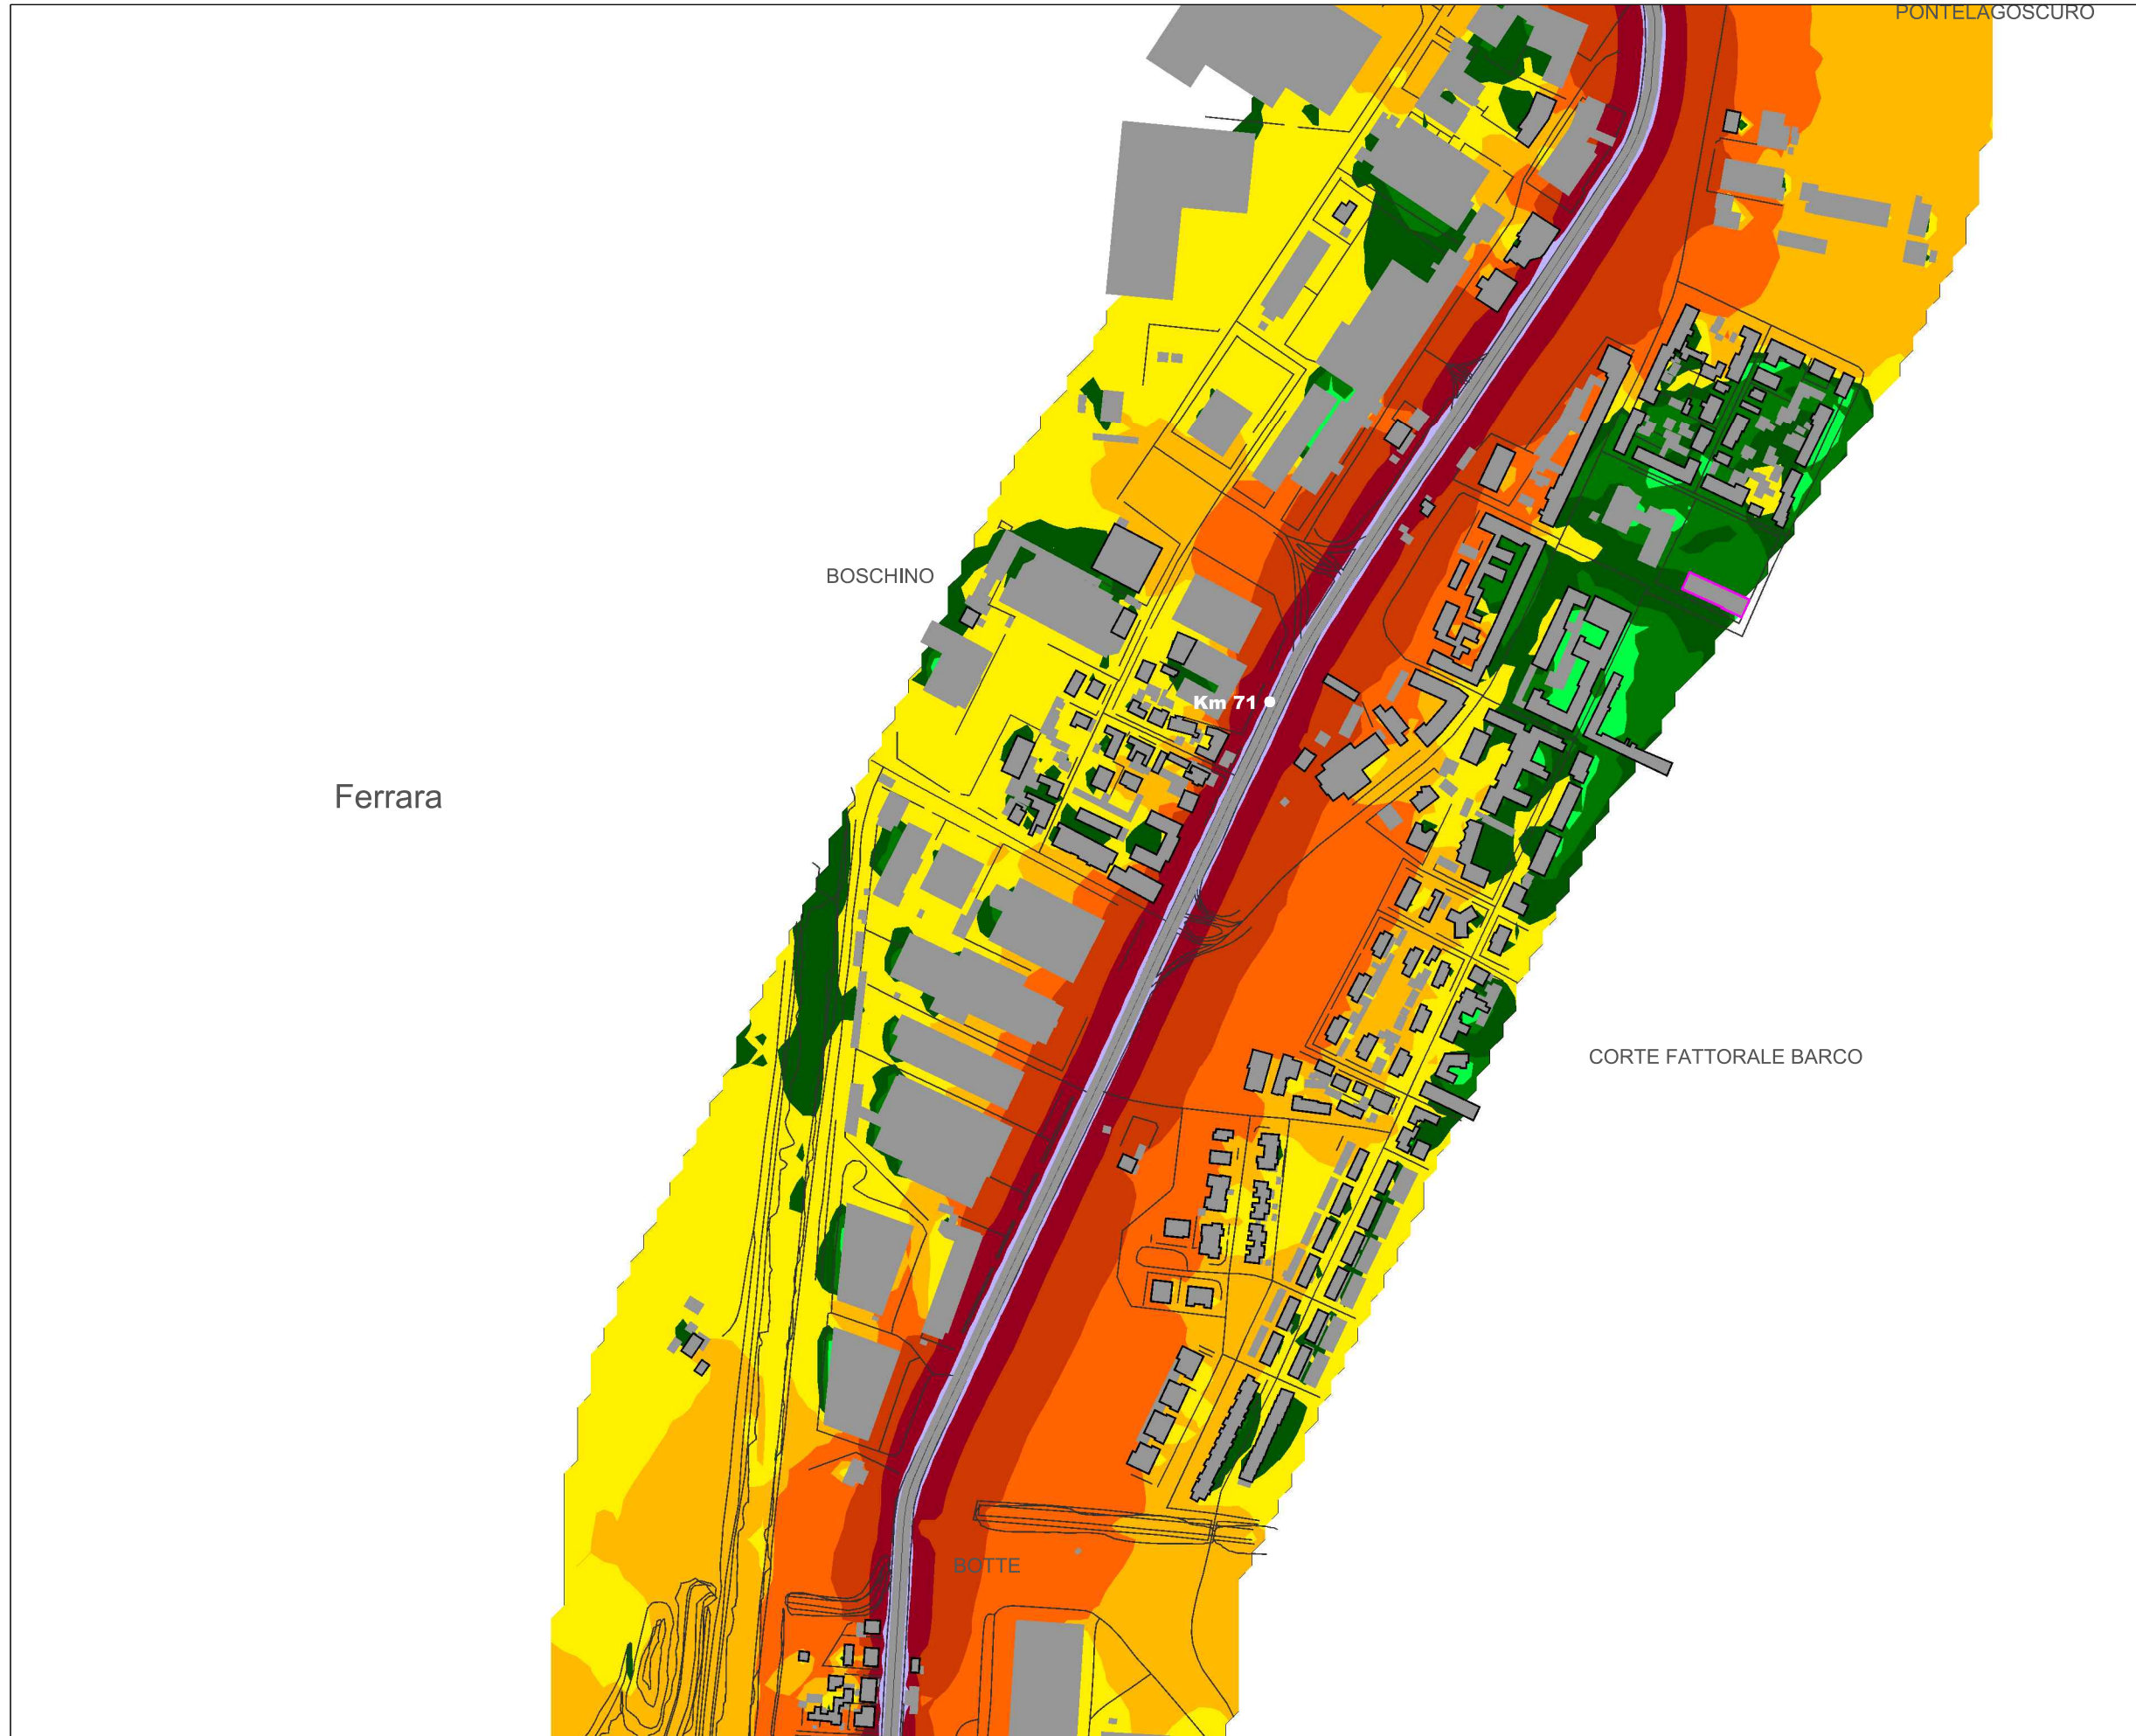 PONTELAGOSCURO
BOSCHINO
Km 71
Ferrara
CORTE FATTORALE BARCO
BOTTE